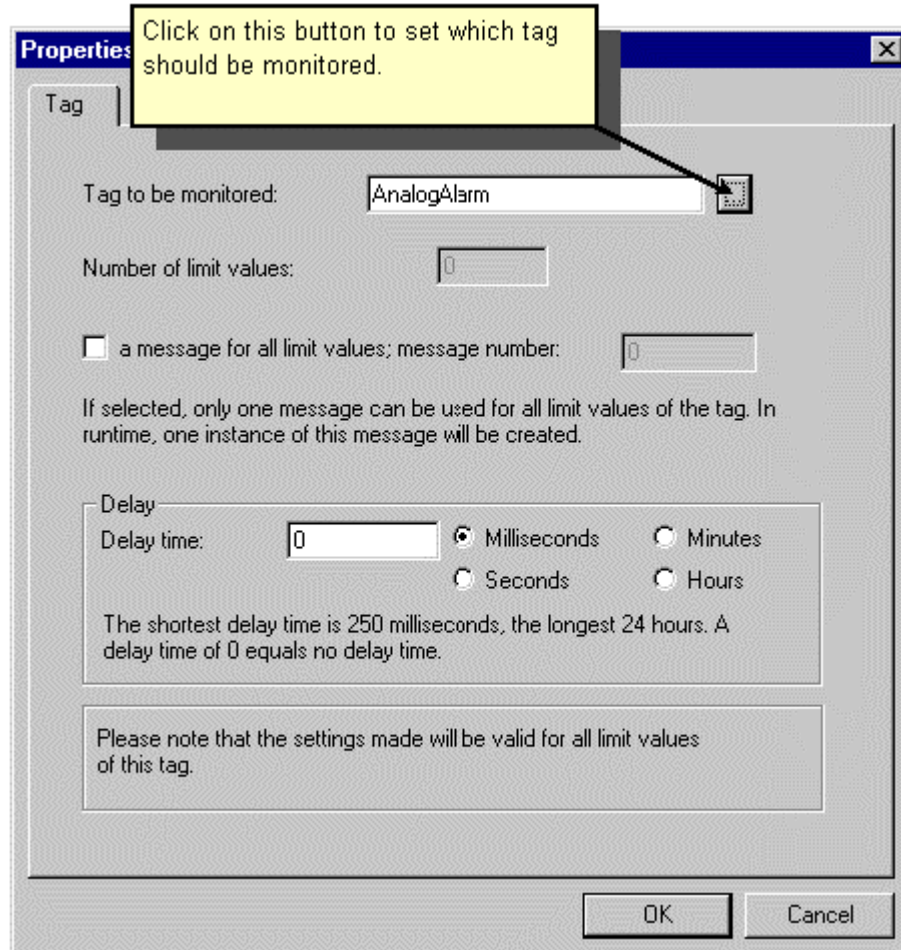 Click on this button to set which tag
should be monitored.
Properties
Tag
Tag to be monitored:
AnalogAlarm
Number of limit values:
0
a message for all limit values; message number:
0
If selected, only one message can be used for all limit values of the tag. In
runtime, one instance of this message will be created.
Delay
Delay time:
0
Milliseconds
Minutes
Seconds
Hours
The shortest delay time is 250 milliseconds, the longest 24 hours. A
delay time of 0 equals no delay time.
Please note that the settings made will be valid for all limit values
of this tag.
OK
Cancel